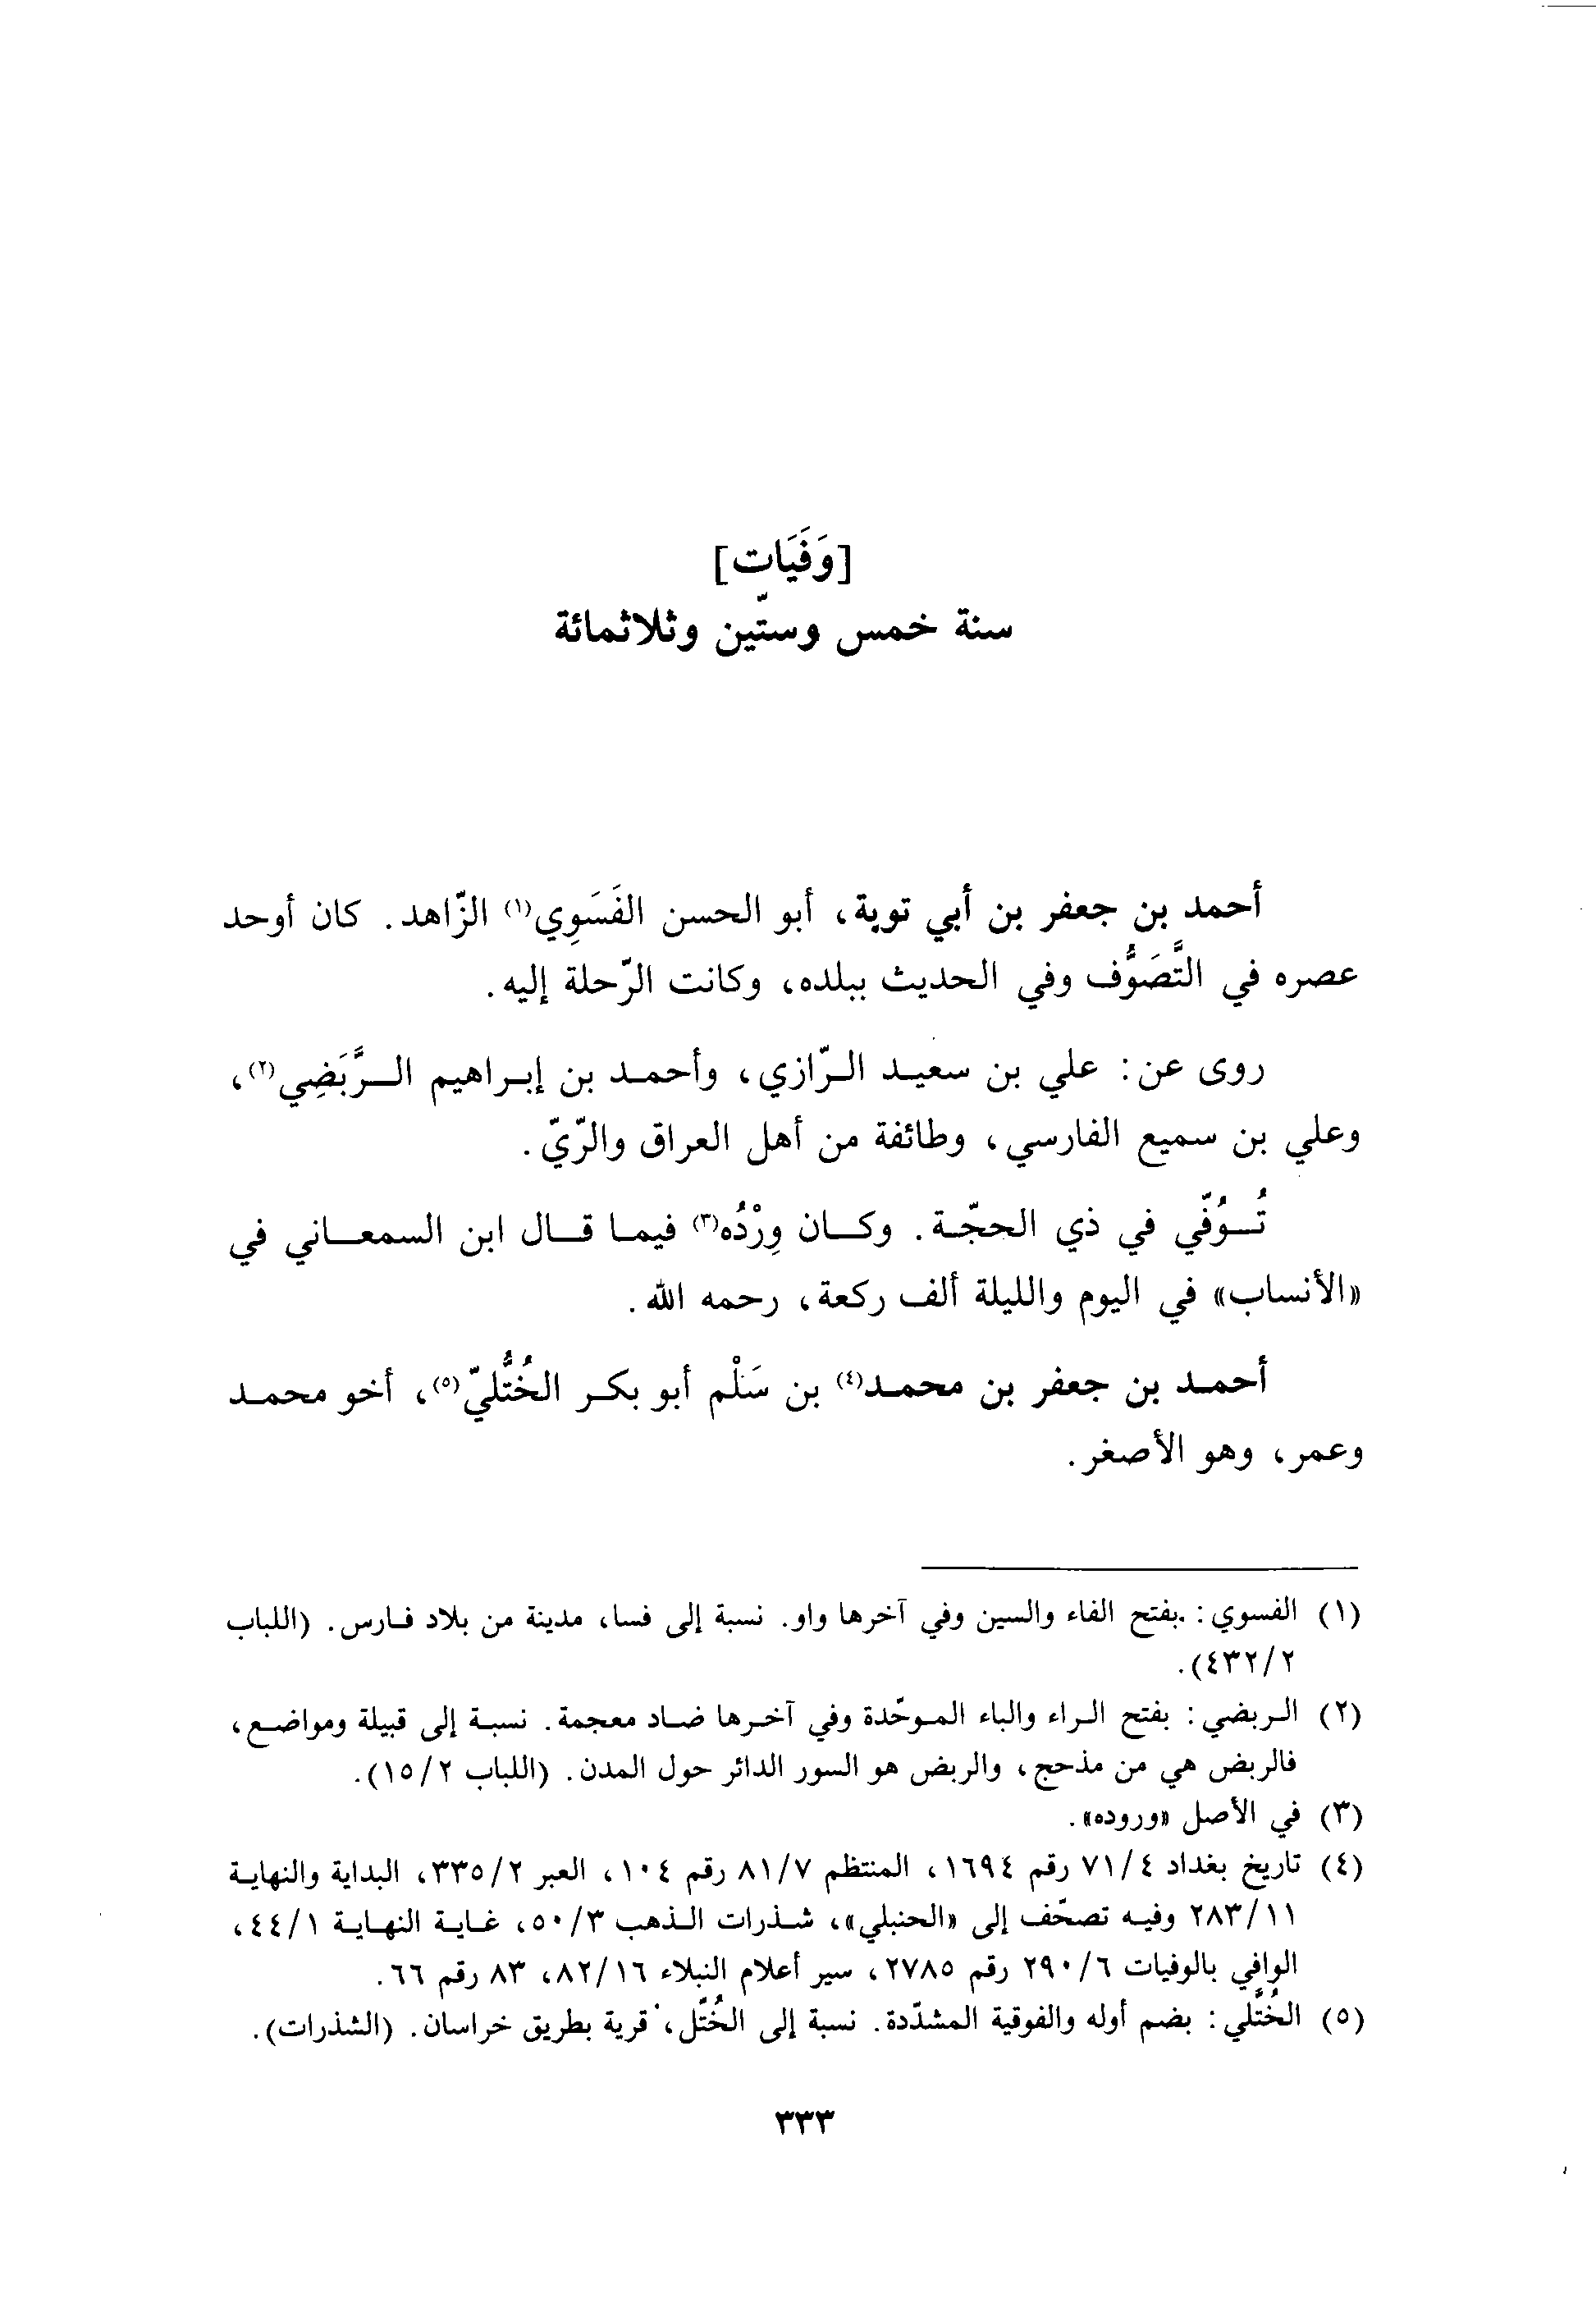 [وَفَيَات]
سنة خمس وستّين وثلاثمائة
أحمد بن جعفر بن أبي توبة، أبو الحسن الفَسَوِي(١) الزّاهد. كان أوحد
عصره في التَّصَوُّف وفي الحديث ببلده، وكانت الرّحلة إليه.
روى عن: علي بن سعيد الرّازي، وأحمد بن إبراهيم الرَّبَضِي(٢)،
وعلي بن سميع الفارسي، وطائفة من أهل العراق والرّيّ.
تُوُفّي في ذي الحجّة. وكان وِرْدُه(٣) فيما قال ابن السمعاني في
«الأنساب» في اليوم والليلة ألف ركعة، رحمه الله.
أحمد بن جعفر بن محمد(٤) بن سَلْم أبو بكر الخُتُّليّ(٥)، أخو محمد
وعمر، وهو الأصغر.
(١) الفسوي: بفتح الفاء والسين وفي آخرها واو. نسبة إلى فسا، مدينة من بلاد فارس. (اللباب
٤٣٢/٢).
(٢) الربضي: بفتح الراء والباء الموحّدة وفي آخرها ضاد معجمة. نسبة إلى قبيلة ومواضع،
فالربض هي من مذحج، والربض هو السور الدائر حول المدن. (اللباب ١٥/٢).
(٣) في الأصل «وروده».
(٤) تاريخ بغداد ٧١/٤ رقم ١٦٩٤، المنتظم ٨١/٧ رقم ١٠٤، العبر ٣٣٥/٢، البداية والنهاية
٢٨٣/١١ وفيه تصحّف إلى «الحنبلي»، شذرات الذهب ٥٠/٣، غاية النهاية ٤٤/١،
الوافي بالوفيات ٢٩٠/٦ رقم ٢٧٨٥، سير أعلام النبلاء ٨٢/١٦، ٨٣ رقم ٦٦.
(٥) الخُتَّلي: بضم أوله والفوقية المشدّدة. نسبة إلى الخُتّل، قرية بطريق خراسان. (الشذرات).
٣٣٣